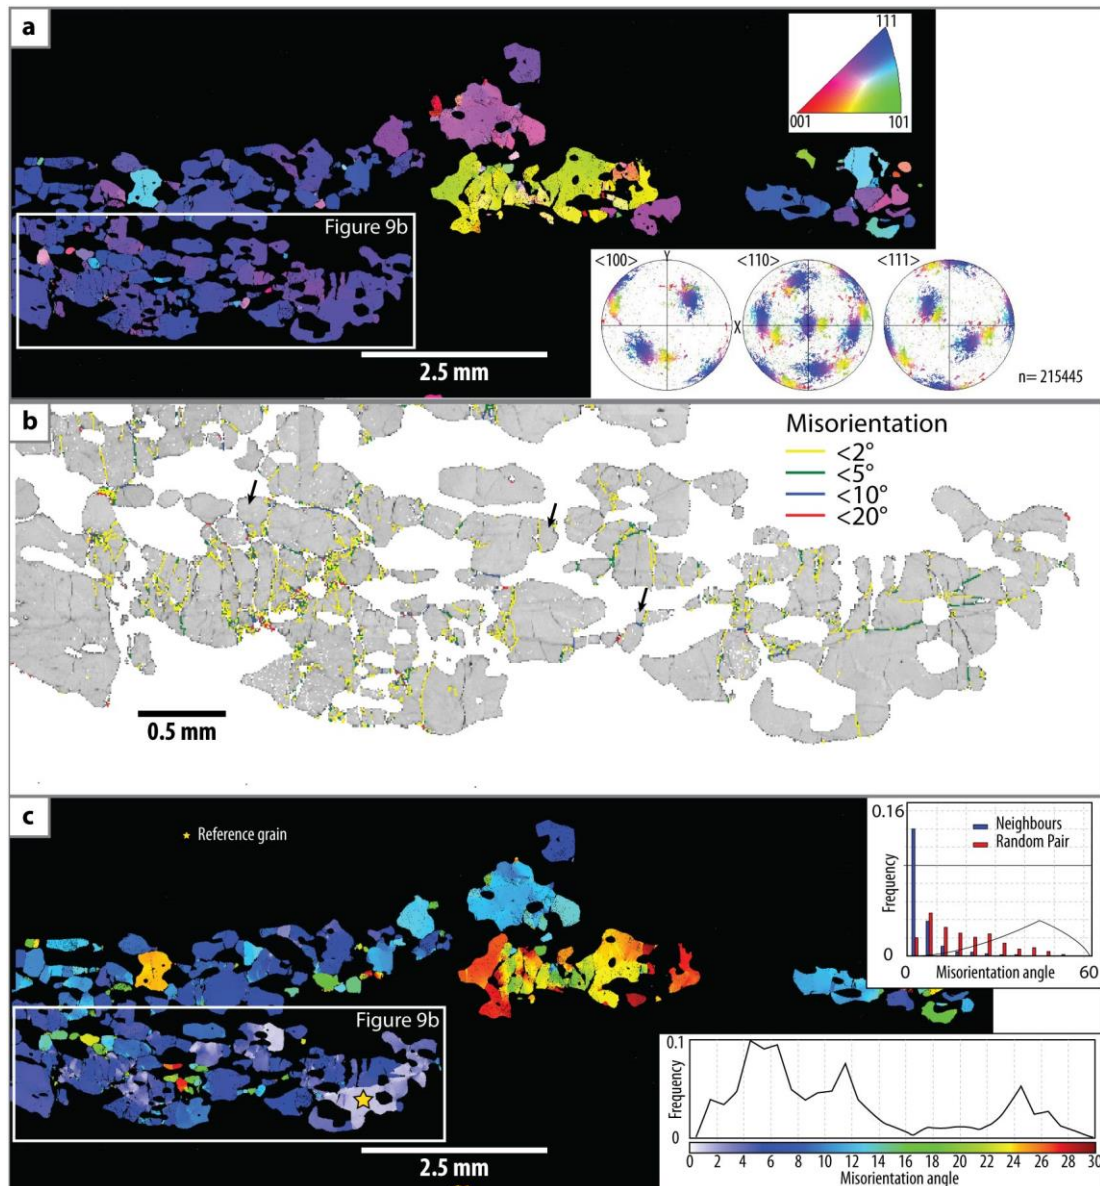 a
111
001
101
Figure 9b
2.5 mm
<100>
<110>
<111>
Y
X
n= 215445
b
Misorientation
<2°
<5°
<10°
<20°
0.5 mm
c
Reference grain
0.16
Neighbours
Random Pair
Frequency
0
0
Misorientation angle
60
Figure 9b
2.5 mm
0.1
Frequency
0
0 2 4 6 8 10 12 14 16 18 20 22 24 26 28 30
Misorientation angle